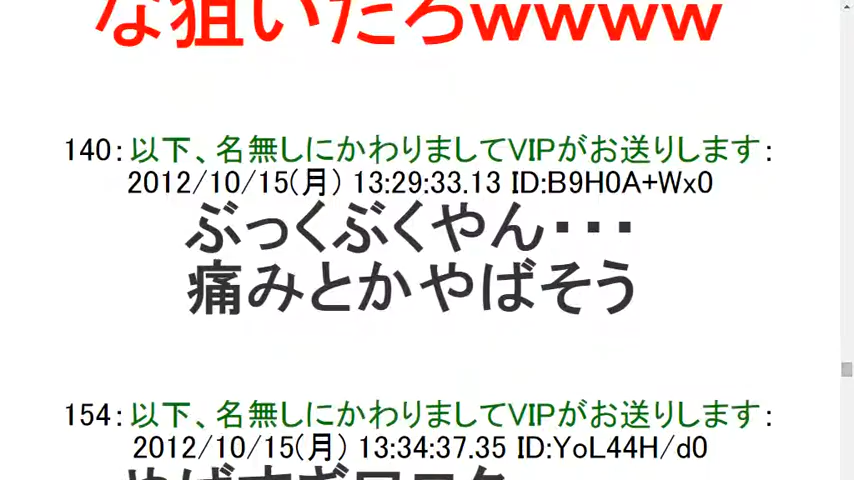 な狙いだろwwww
140：以下、名無しにかわりましてVIPがお送りします：
2012/10/15(月) 13:29:33.13 ID:B9H0A+Wx0
ぶっくぶくやん・・・
痛みとかやばそう
154：以下、名無しにかわりましてVIPがお送りします：
2012/10/15(月) 13:34:37.35 ID:YoL44H/d0